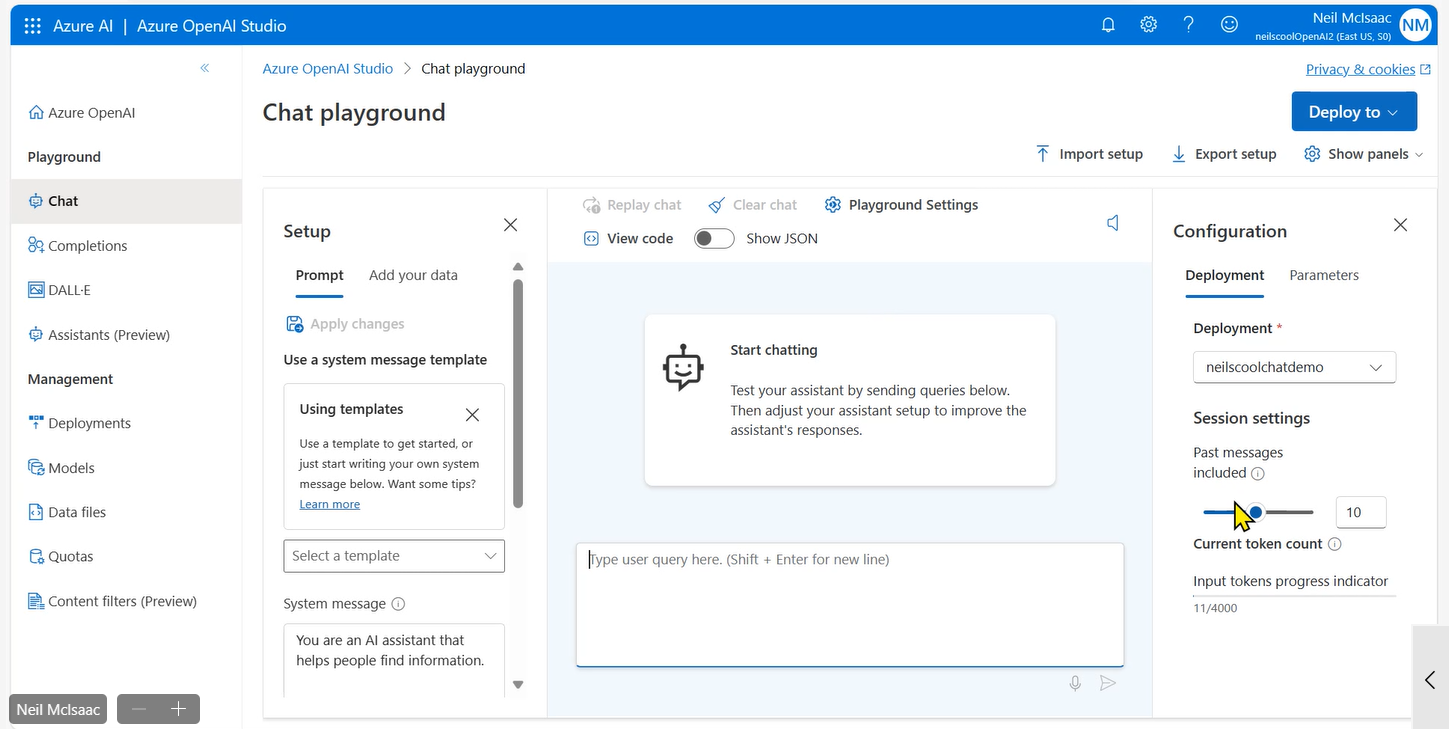 Azure AI | Azure OpenAI Studio
Neil McIsaac
neilscoolOpenAI2 (East US, S0)
NM
Azure OpenAI
Playground
Chat
Completions
DALL·E
Assistants (Preview)
Management
Deployments
Models
Data files
Quotas
Content filters (Preview)
Neil McIsaac
Azure OpenAI Studio > Chat playground
Privacy & cookies
Chat playground
Deploy to
Import setup
Export setup
Show panels
Setup
Prompt
Add your data
Apply changes
Use a system message template
Using templates
Use a template to get started, or
just start writing your own system
message below. Want some tips?
Learn more
Select a template
System message
You are an AI assistant that
helps people find information.
Replay chat
Clear chat
Playground Settings
View code
Show JSON
Start chatting
Test your assistant by sending queries below.
Then adjust your assistant setup to improve the
assistant's responses.
Type user query here. (Shift + Enter for new line)
Configuration
Deployment
Parameters
Deployment *
neilscoolchatdemo
Session settings
Past messages
included
10
Current token count
Input tokens progress indicator
11/4000